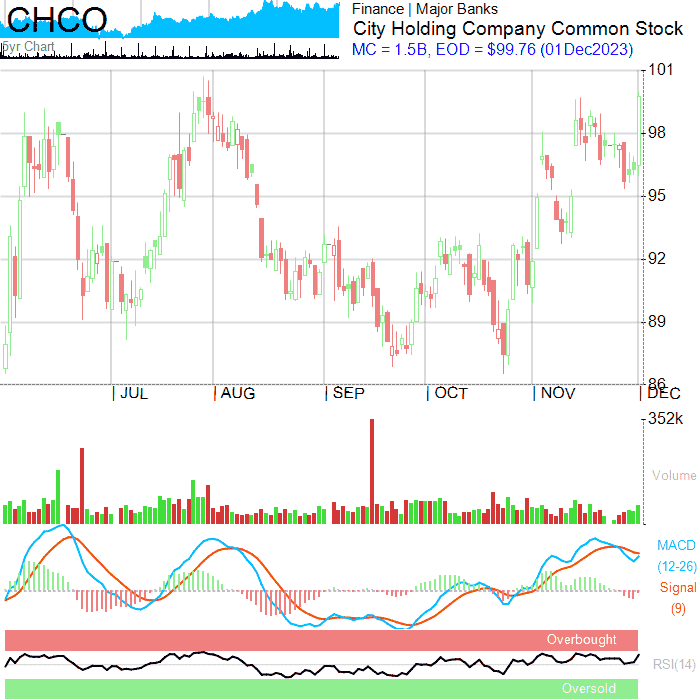 CHCO
5yr Chart
Finance | Major Banks
City Holding Company Common Stock
MC = 1.5B, EOD = $99.76 (01Dec2023)
101
98
95
92
89
86
JUL
AUG
SEP
OCT
NOV
DEC
352k
Volume
MACD
(12-26)
Signal
(9)
Overbought
RSI(14)
Oversold